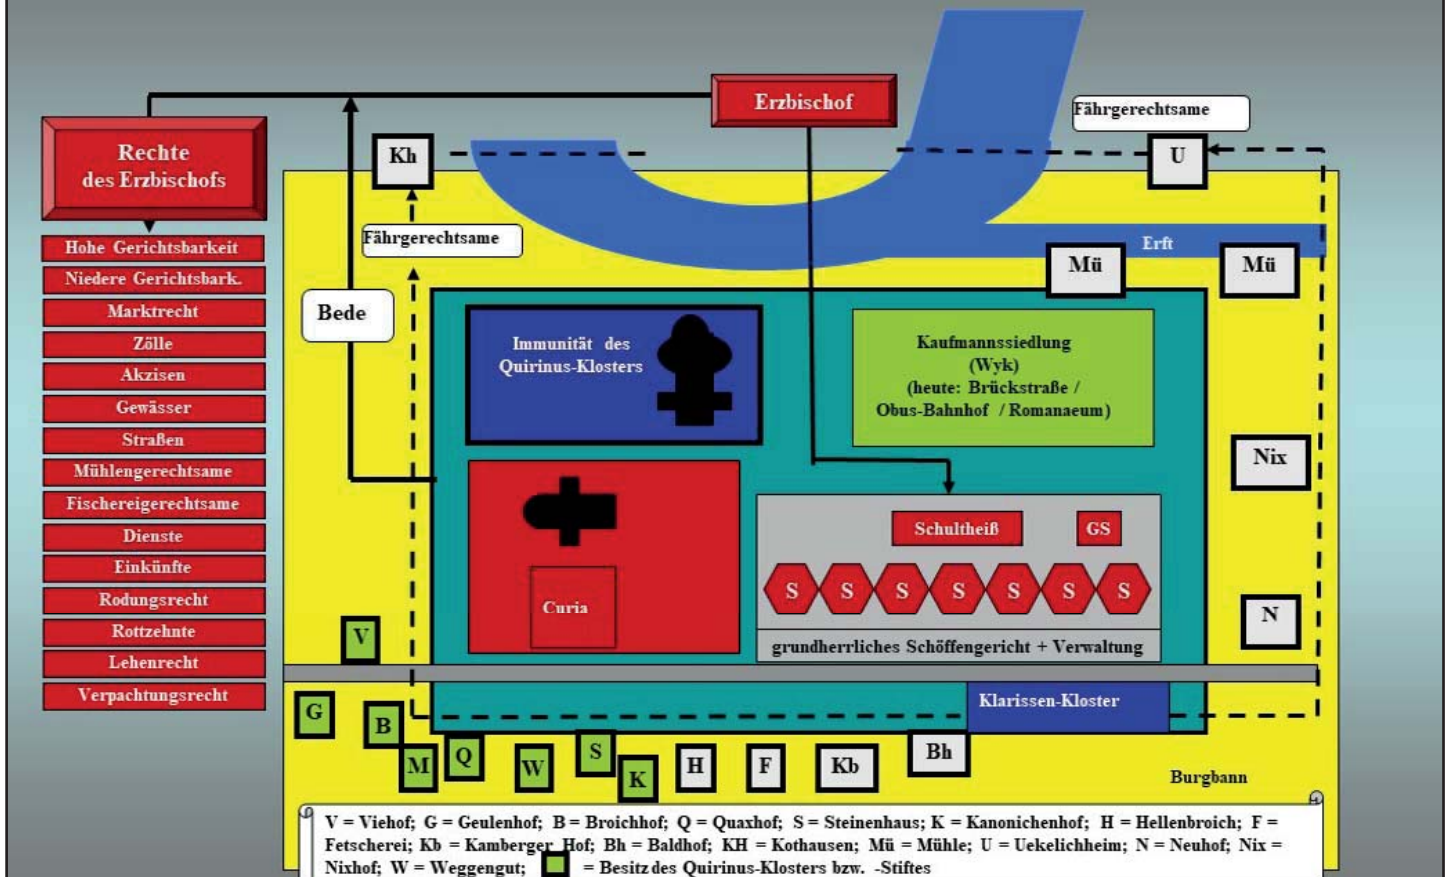 Erzbischof
Fährgerechtsame
Rechte
des Erzbischofs
Kh
U
Fährgerechtsame
Hohe Gerichtsbarkeit
Niedere Gerichtsbark.
Marktrecht
Zölle
Akzisen
Gewässer
Straßen
Mühlengerechtsame
Fischereigerechtsame
Dienste
Einkünfte
Rodungsrecht
Rottzehnte
Lehenrecht
Verpachtungsrecht
Bede
Erft
Mü
Mü
Immunität des
Quirinus-Klosters
Kaufmannssiedlung
(Wyk)
(heute: Brückstraße /
Obus-Bahnhof / Romanaeum)
Nix
Schultheiß
GS
S S S S S S S
Curia
grundherrliches Schöffengericht + Verwaltung
N
V
Klarissen-Kloster
G
B
M
Q
W
S
K
H
F
Kb
Bh
Burgbann
V = Viehof; G = Geulenhof; B = Broichhof; Q = Quaxhof; S = Steinenhaus; K = Kanonichenhof; H = Hellenbroich; F =
Fetscherei; Kb = Kamberger Hof; Bh = Baldhof; KH = Kothausen; Mü = Mühle; U = Uekelichheim; N = Neuhof; Nix =
Nixhof; W = Weggengut; = Besitz des Quirinus-Klosters bzw. -Stiftes